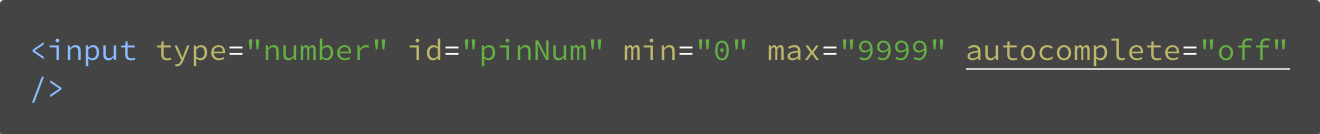 <input type="number" id="pinNum" min="0" max="9999" autocomplete="off"
/>